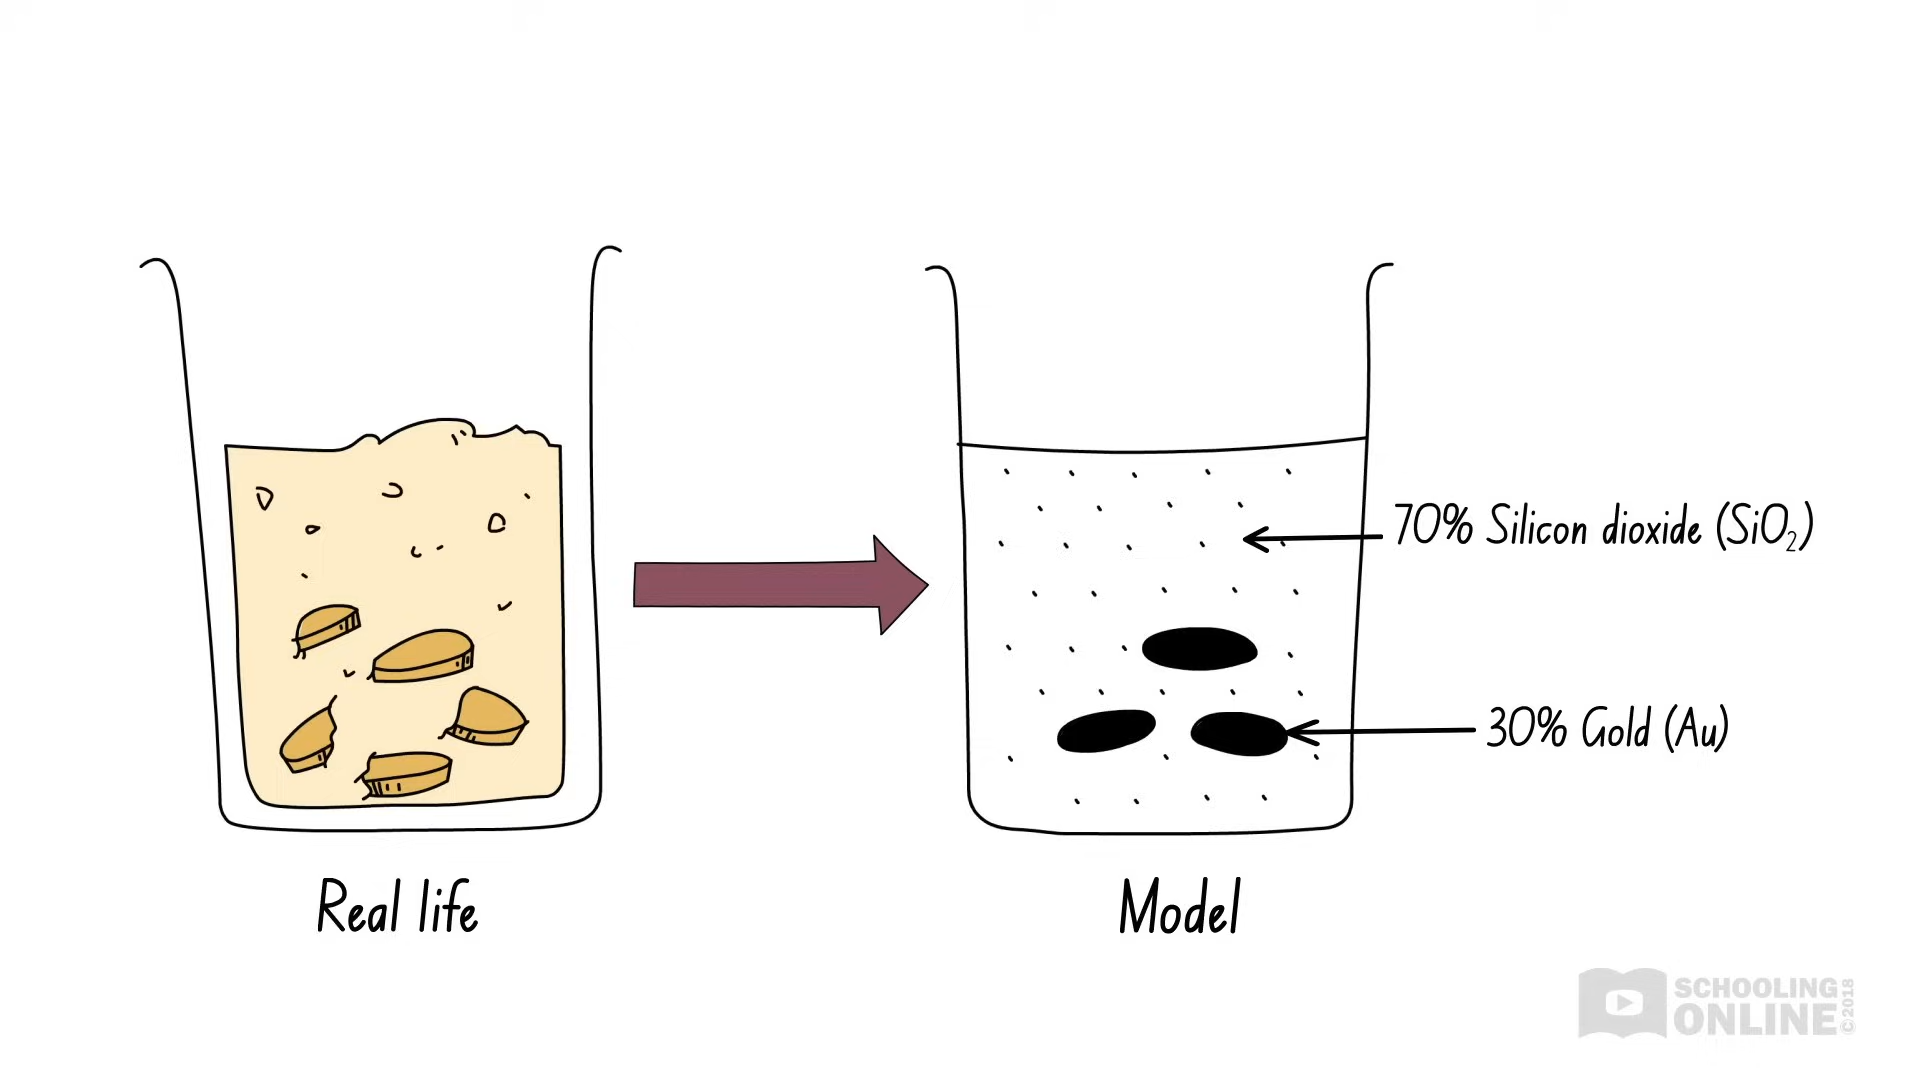 70% Silicon dioxide (SiO₂)
30% Gold (Au)
Real life
Model
SCHOOLING
ONLINE
©2018